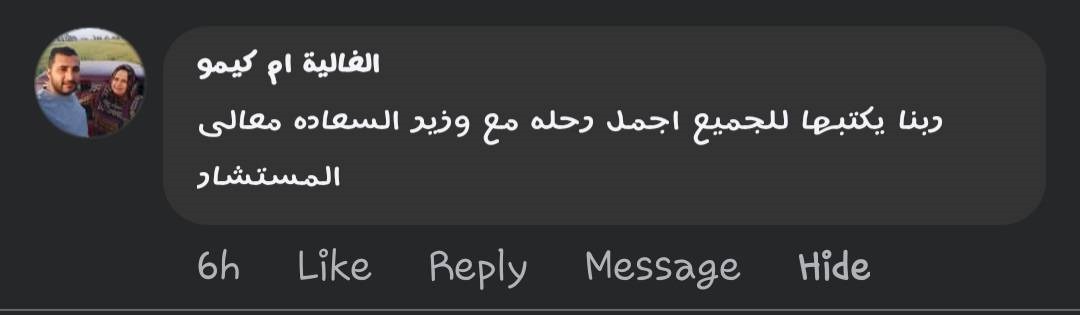 الغالية ام كيمو
ربنا يكتبها للجميع اجمل رحله مع وزير السعاده معالى
المستشار
6h Like Reply Message Hide